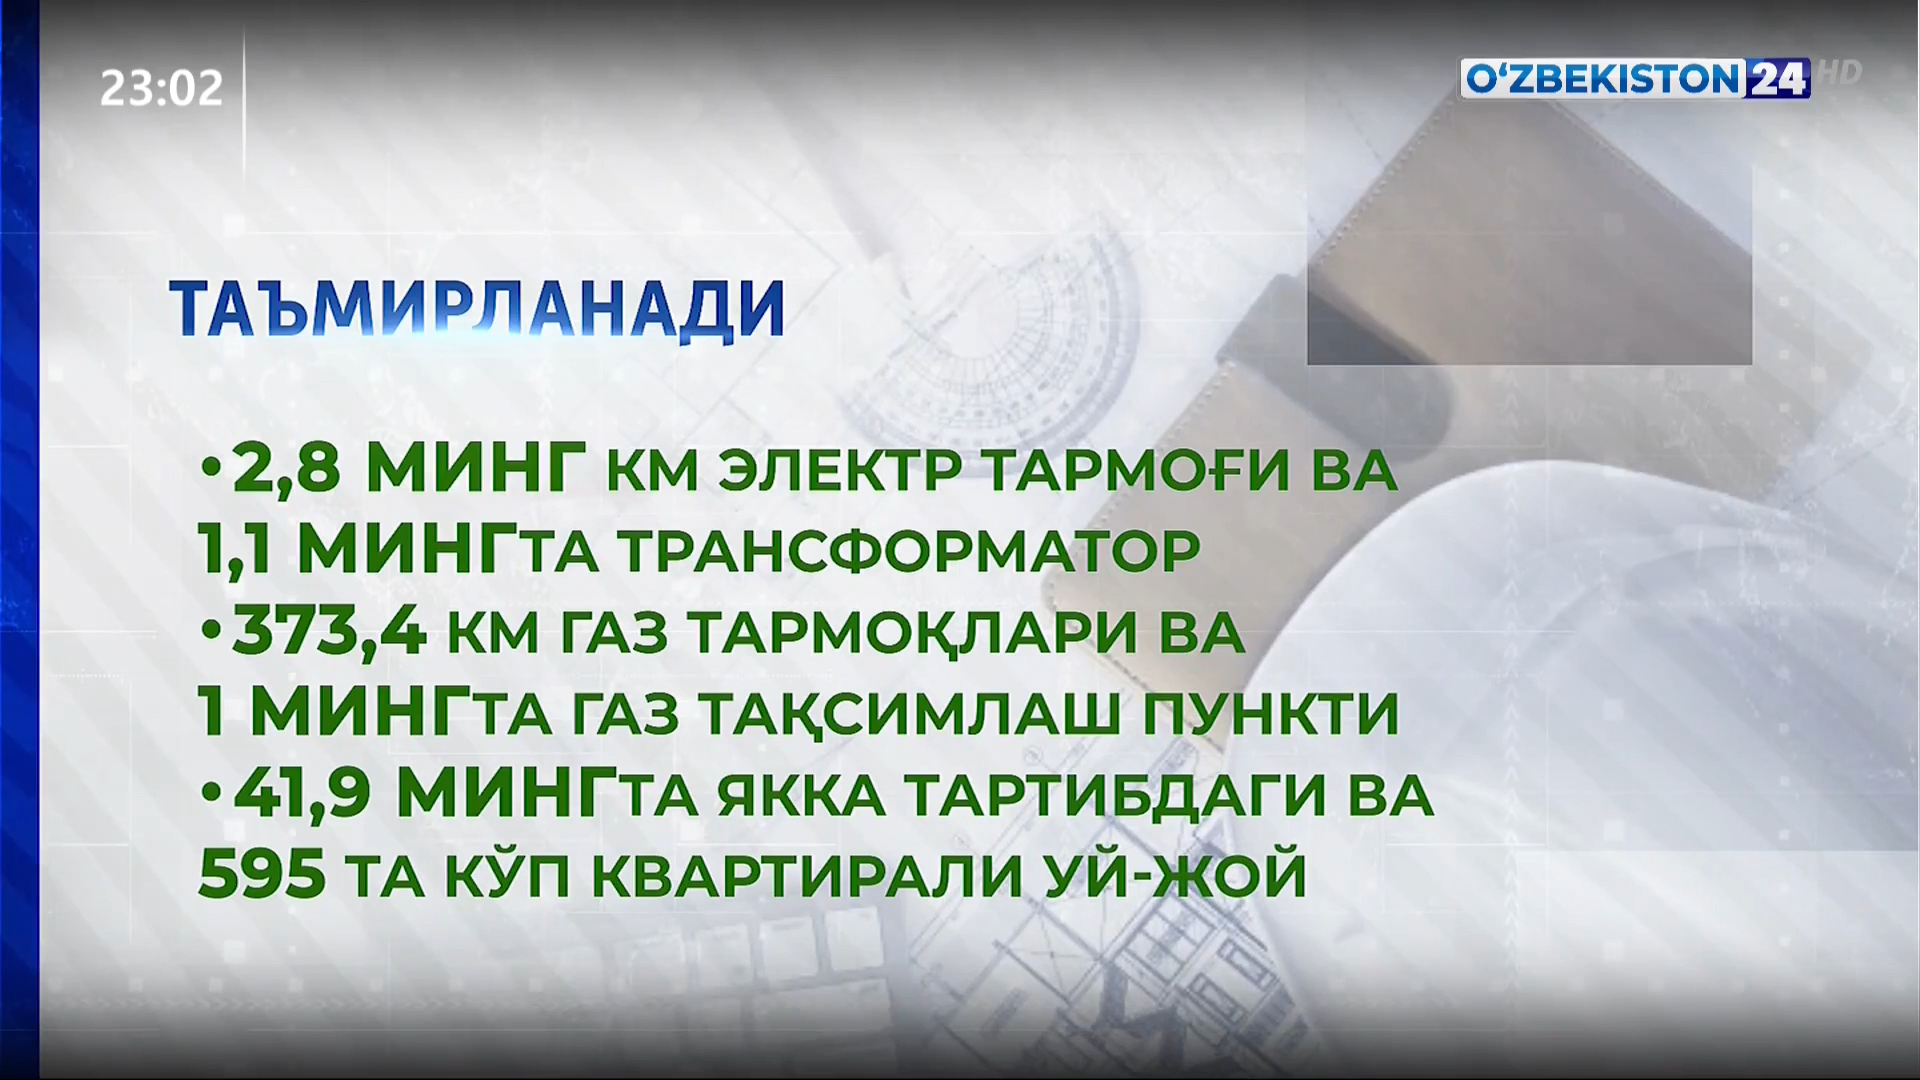 23:02
O‘ZBEKISTON 24 HD
ТАЪМИРЛАНАДИ
•2,8 МИНГ КМ ЭЛЕКТР ТАРМОҒИ ВА
1,1 МИНГТА ТРАНСФОРМАТОР
•373,4 КМ ГАЗ ТАРМОҚЛАРИ ВА
1 МИНГТА ГАЗ ТАҚСИМЛАШ ПУНКТИ
•41,9 МИНГТА ЯККА ТАРТИБДАГИ ВА
595 ТА КЎП КВАРТИРАЛИ УЙ-ЖОЙ